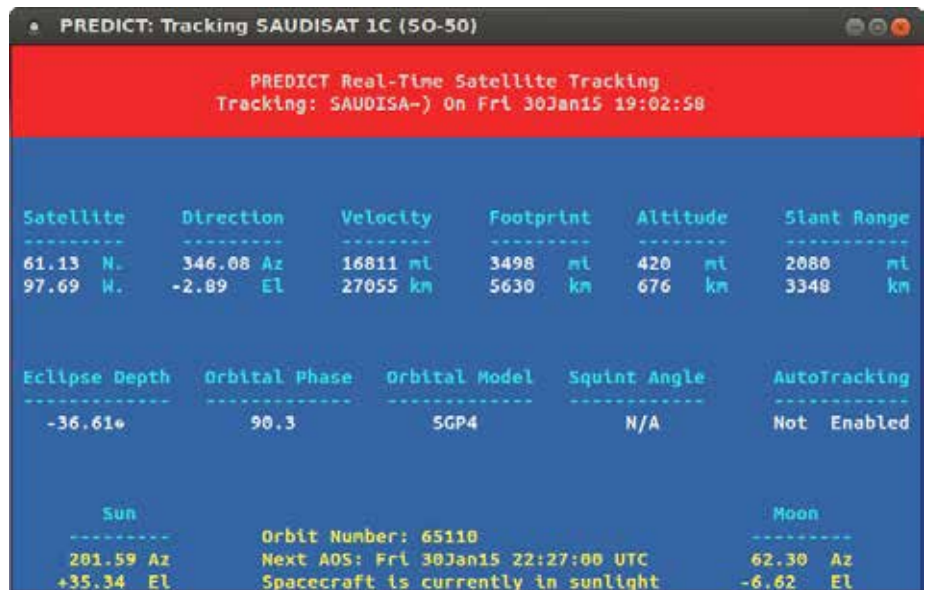 PREDICT: Tracking SAUDISAT 1C (SO-50)
PREDICT Real-Time Satellite Tracking
Tracking: SAUDISA~) On Fri 30Jan15 19:02:58
Satellite Direction Velocity Footprint Altitude Slant Range
--------- --------- -------- --------- -------- -----------
61.13 N. 346.08 Az 16811 mi 3498 mi 420 mi 2080 mi
97.69 W. -2.89 El 27055 km 5630 km 676 km 3348 km
Eclipse Depth Orbital Phase Orbital Model Squint Angle AutoTracking
------------- ------------- ------------- ------------ ------------
-36.61� 90.3 SGP4 N/A Not Enabled
Sun Moon
--------- Orbit Number: 65110 ---------
201.59 Az Next AOS: Fri 30Jan15 22:27:00 UTC 62.30 Az
+35.34 El Spacecraft is currently in sunlight -6.62 El